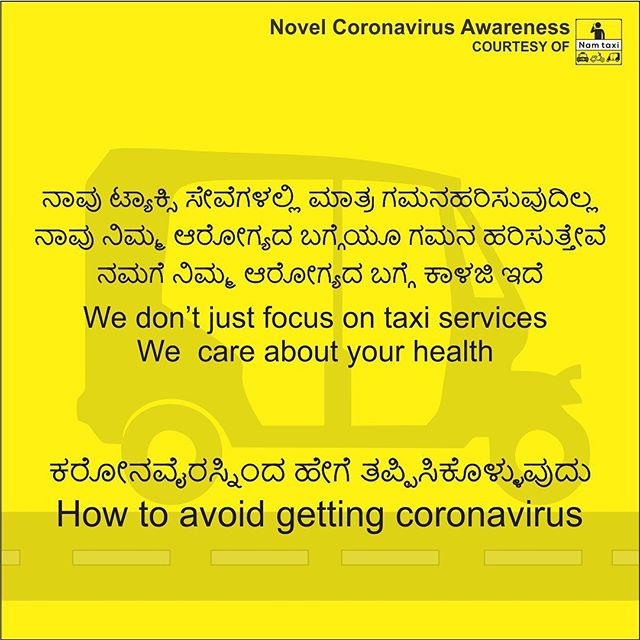 Novel Coronavirus Awareness
COURTESY OF
Nam taxi
ನಾವು ಟ್ಯಾಕ್ಸಿ ಸೇವೆಗಳಲ್ಲಿ ಮಾತ್ರ ಗಮನಹರಿಸುವುದಿಲ್ಲ
ನಾವು ನಿಮ್ಮ ಆರೋಗ್ಯದ ಬಗ್ಗೆಯೂ ಗಮನ ಹರಿಸುತ್ತೇವೆ
ನಮಗೆ ನಿಮ್ಮ ಆರೋಗ್ಯದ ಬಗ್ಗೆ ಕಾಳಜಿ ಇದೆ
We don't just focus on taxi services
We care about your health
ಕರೋನವೈರಸ್ನಿಂದ ಹೇಗೆ ತಪ್ಪಿಸಿಕೊಳ್ಳುವುದು
How to avoid getting coronavirus